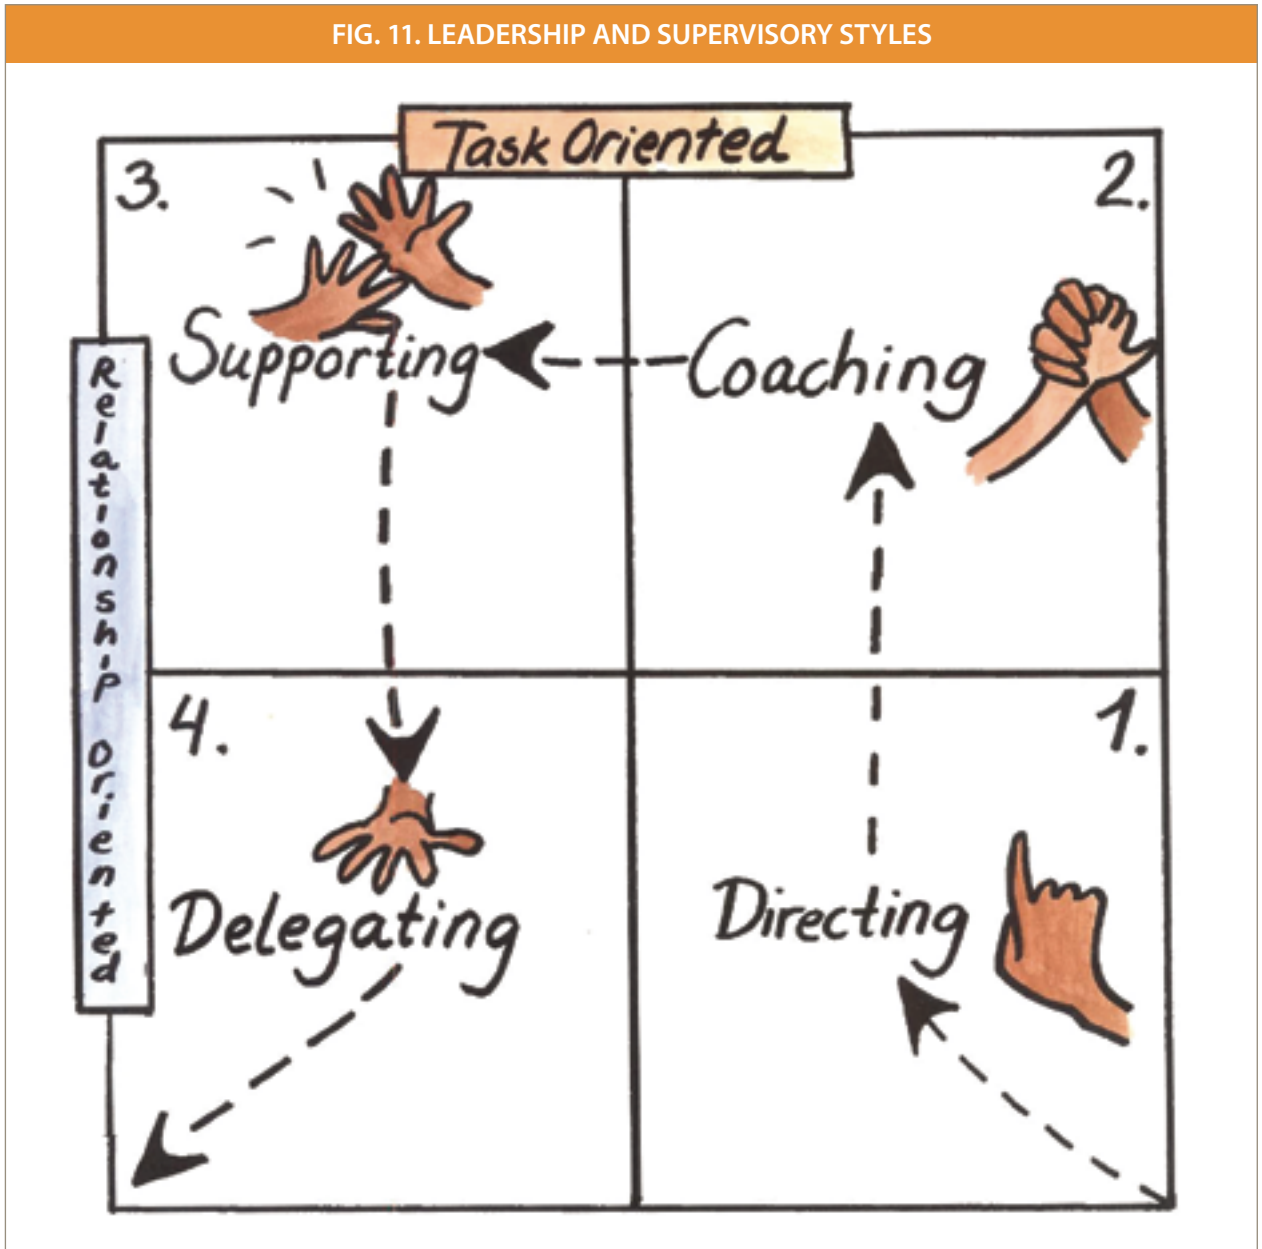 FIG. 11. LEADERSHIP AND SUPERVISORY STYLES
Task Oriented
3.
2.
Supporting
Coaching
Relationship Oriented
4.
1.
Delegating
Directing